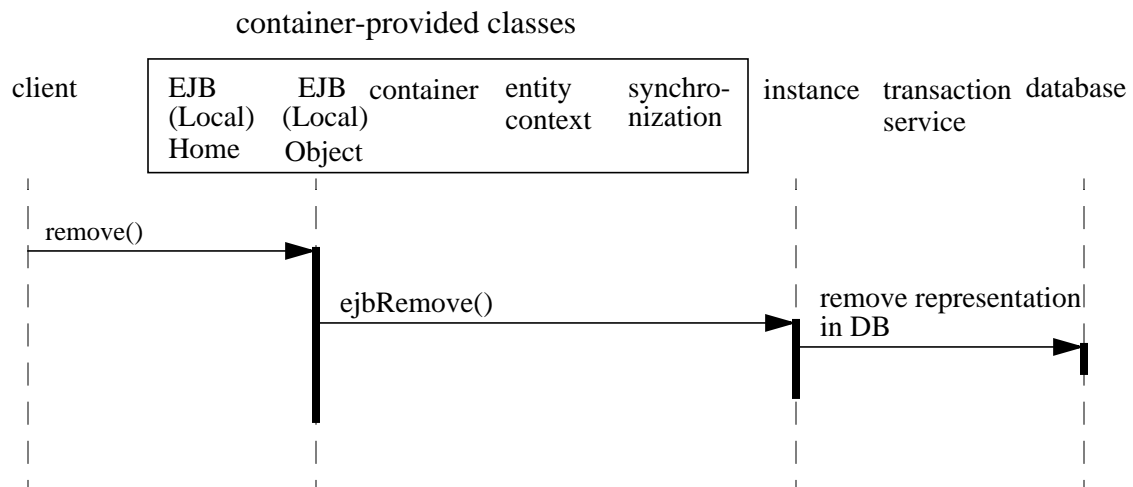 container-provided classes
client
EJB
(Local)
Home
EJB
(Local)
Object
container
entity
context
synchro-
nization
instance
transaction
service
database
remove()
ejbRemove()
remove representation
in DB